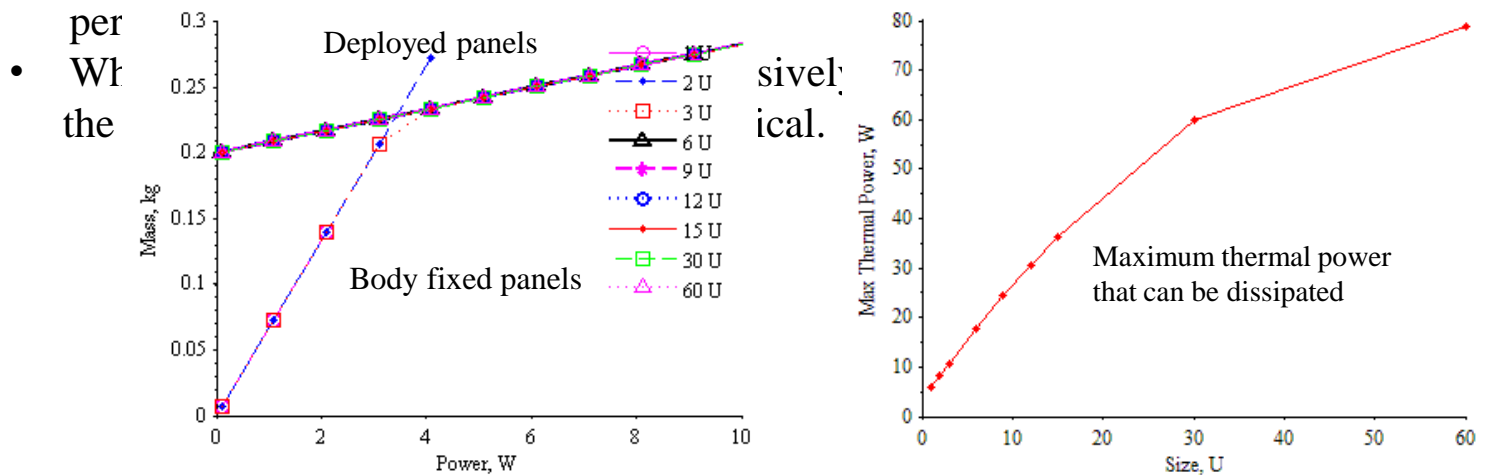 per
• Wh sively
the ical.
0.3
0.25
0.2
0.15
0.1
0.05
0
Mass, kg
Deployed panels
Body fixed panels
U
2 U
3 U
6 U
9 U
12 U
15 U
30 U
60 U
0 2 4 6 8 10
Power, W
80
70
60
50
40
30
20
10
0
Max Thermal Power, W
Maximum thermal power
that can be dissipated
0 10 20 30 40 50 60
Size, U